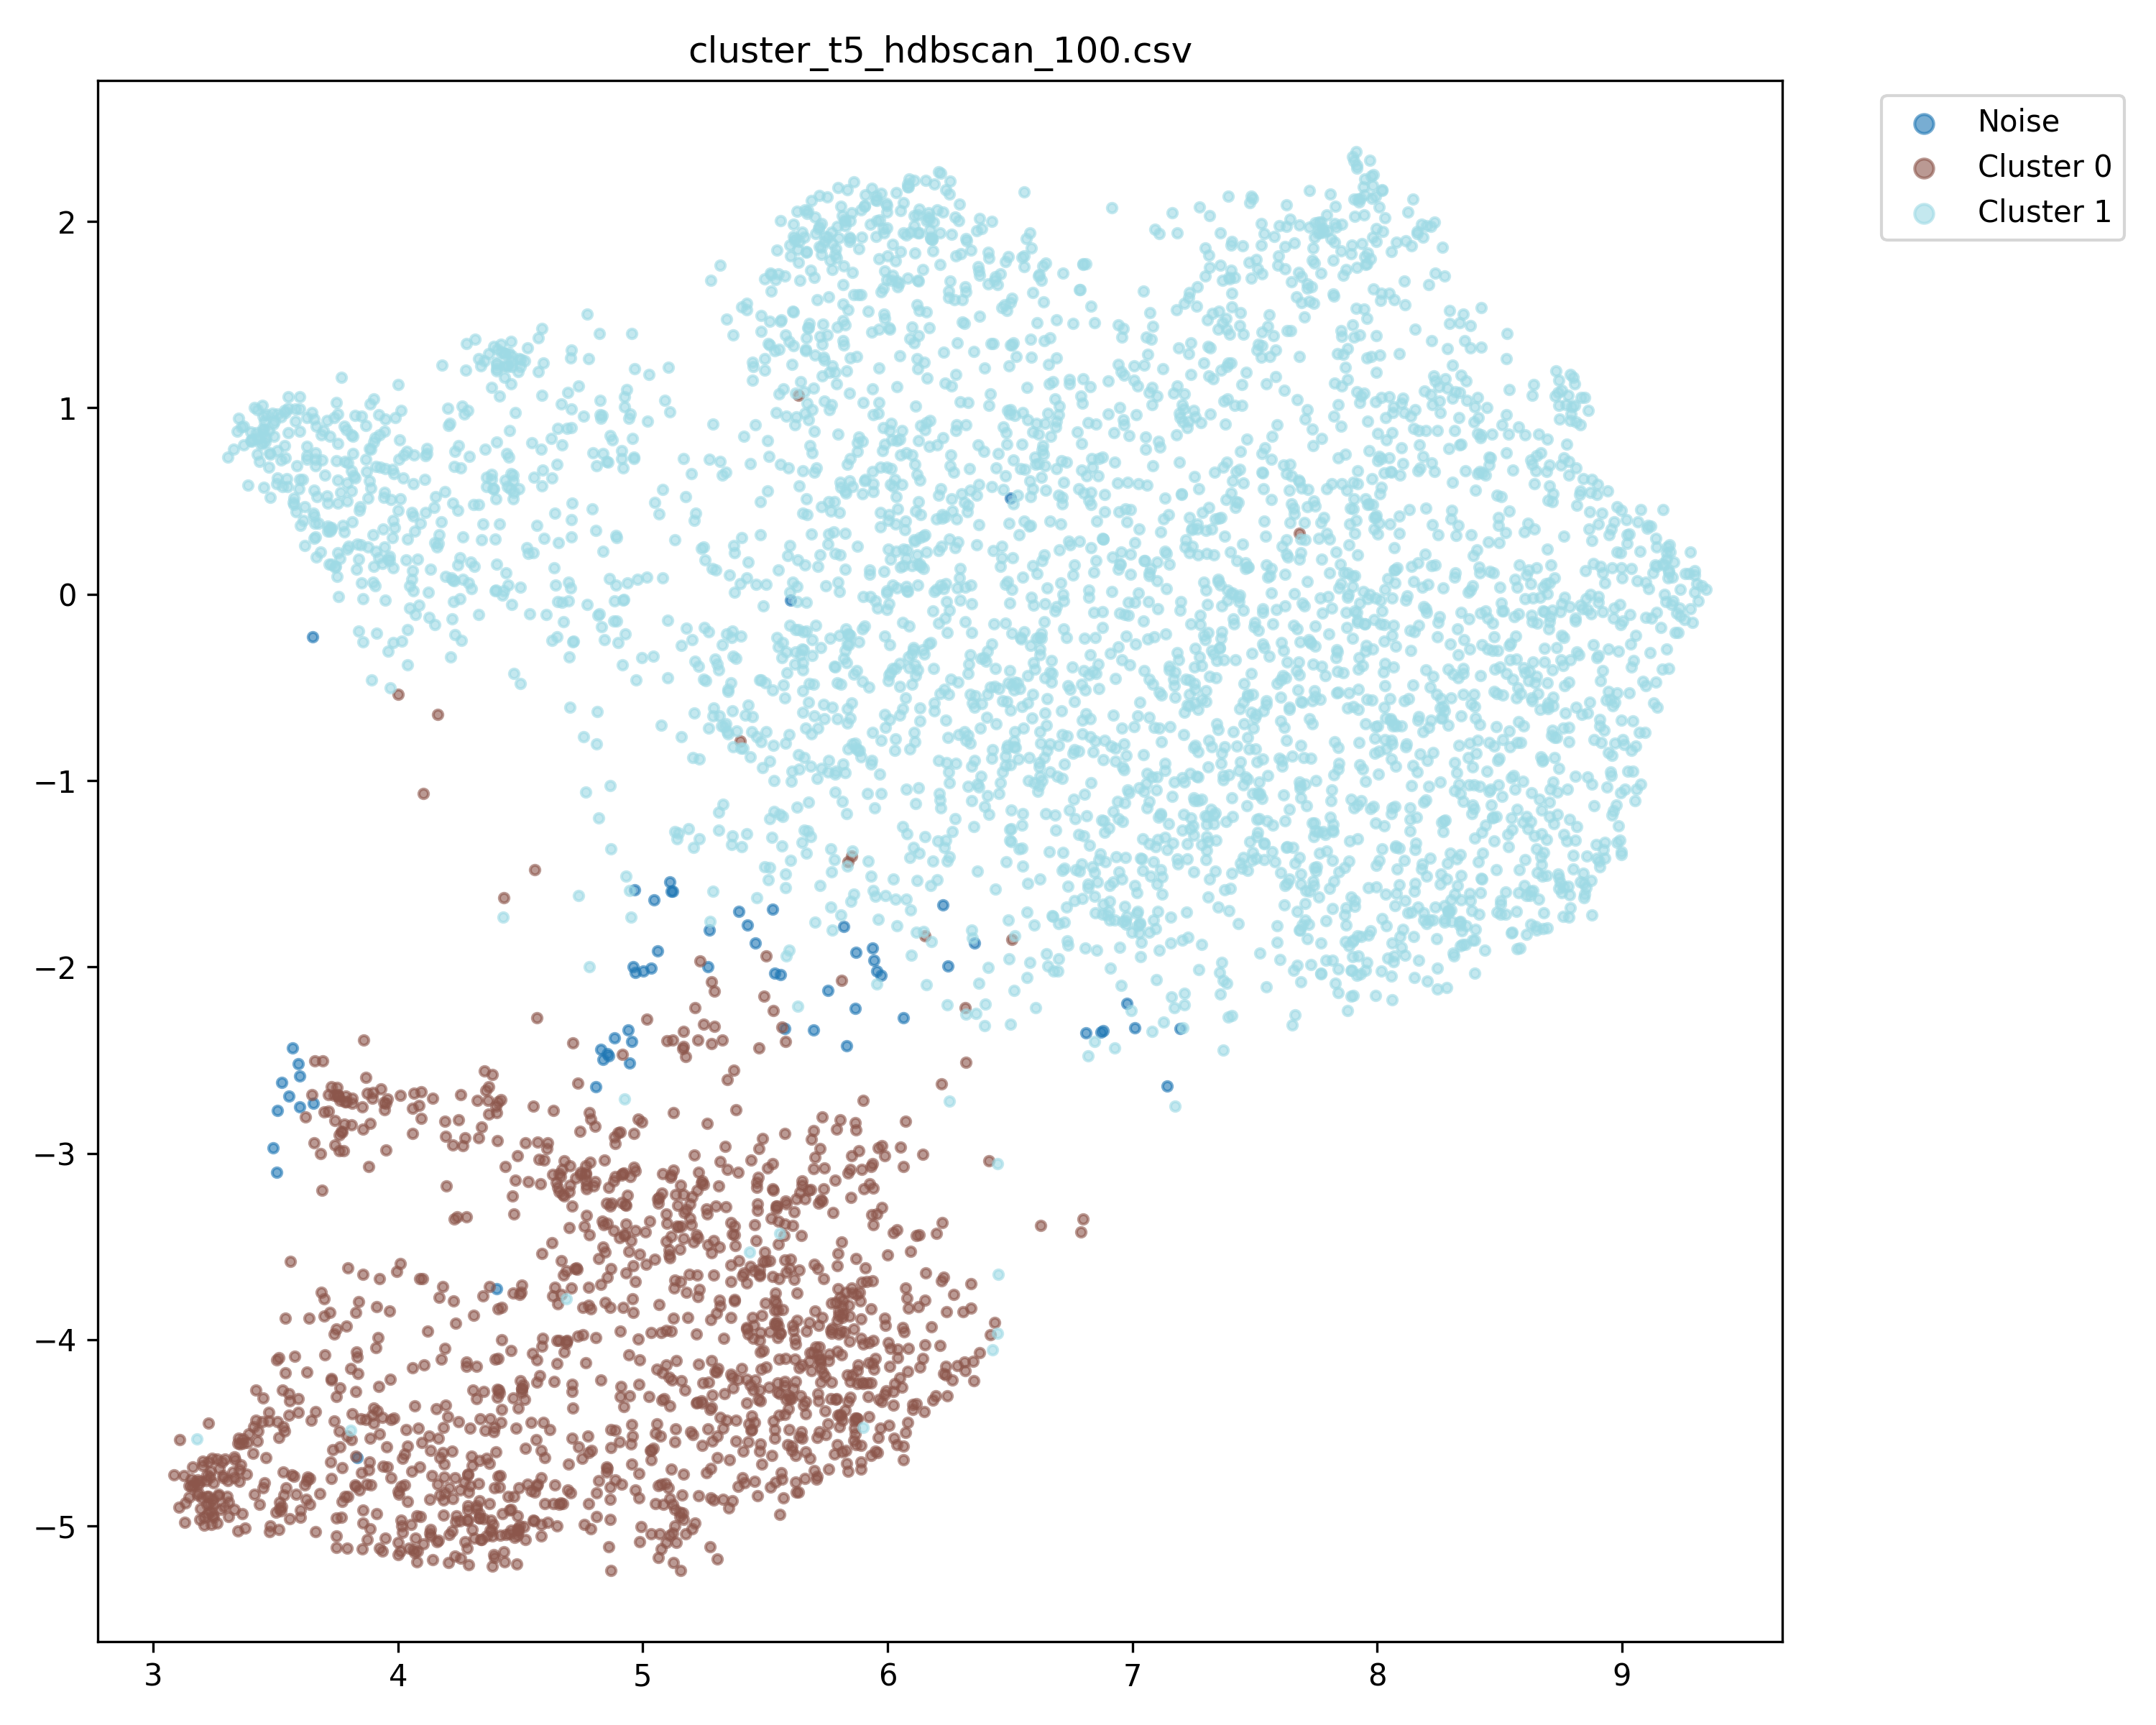 cluster_t5_hdbscan_100.csv
Noise
Cluster 0
Cluster 1
2
1
0
−1
−2
−3
−4
−5
3 4 5 6 7 8 9